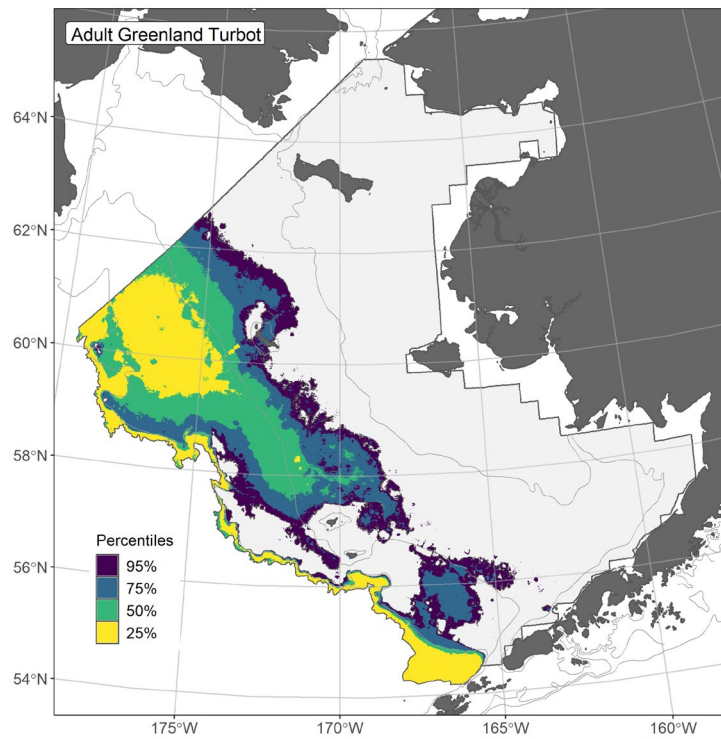 Adult Greenland Turbot
64°N
62°N
60°N
58°N
56°N
54°N
Percentiles
95%
75%
50%
25%
175°W
170°W
165°W
160°W